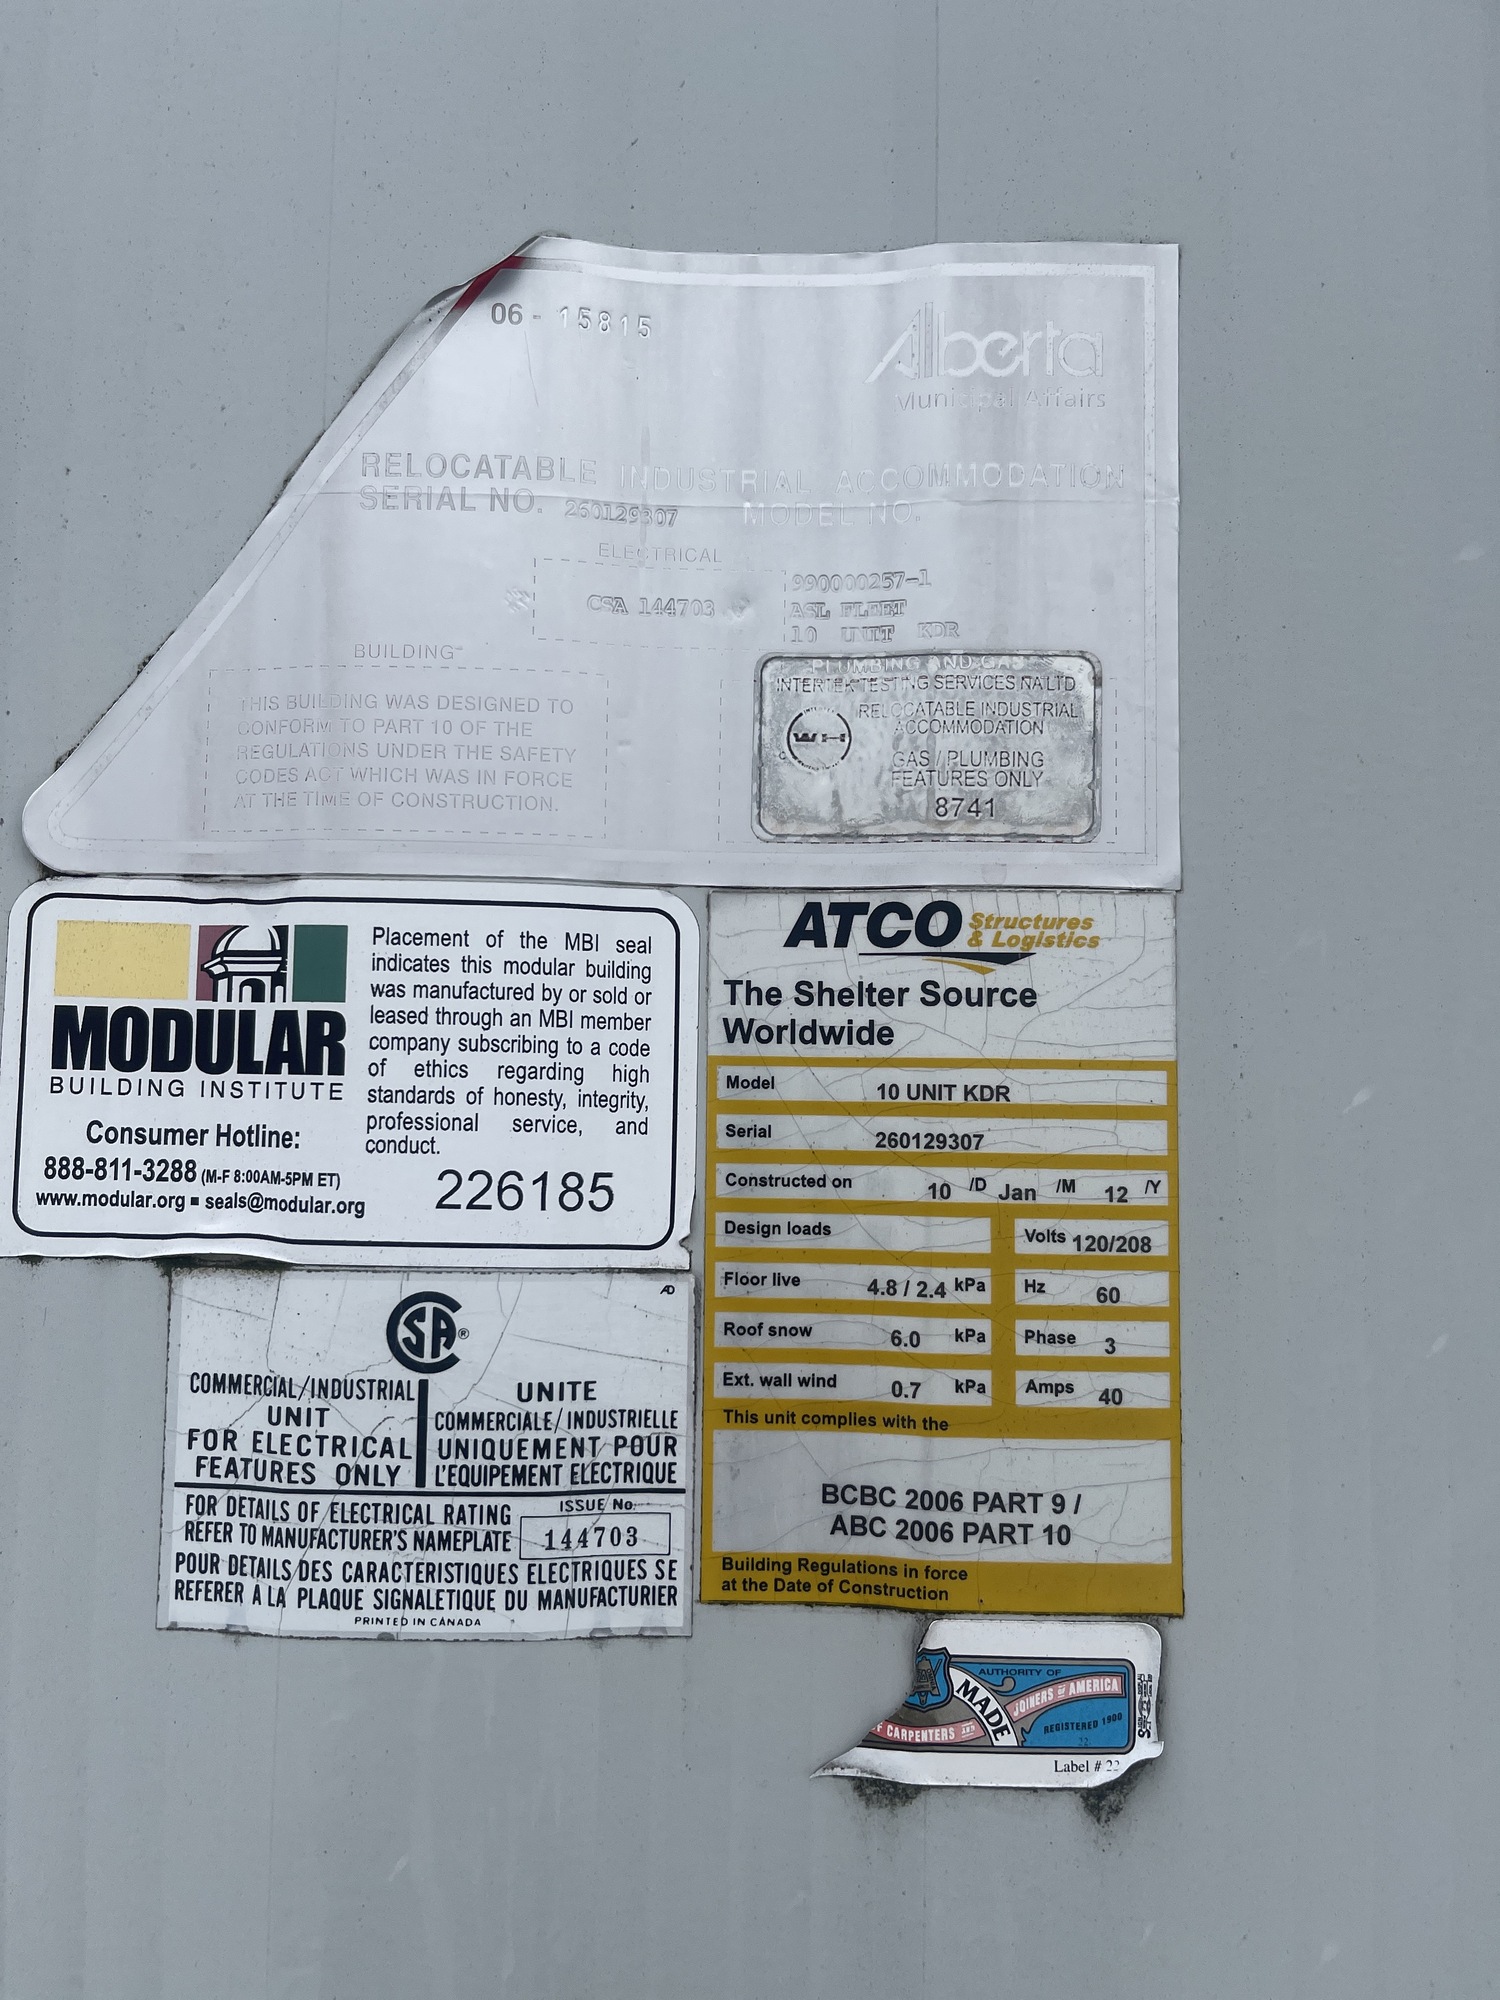 06 - 15815
Alberta
Municipal Affairs
RELOCATABLE INDUSTRIAL ACCOMMODATION
SERIAL NO. 260129307 MODEL NO.
ELECTRICAL
CSA 144703
990000257-1
ASL FLEET
10 UNIT KDR
BUILDING
THIS BUILDING WAS DESIGNED TO
CONFORM TO PART 10 OF THE
REGULATIONS UNDER THE SAFETY
CODES ACT WHICH WAS IN FORCE
AT THE TIME OF CONSTRUCTION.
PLUMBING AND GAS
INTERTEK TESTING SERVICES NA LTD
WH
RELOCATABLE INDUSTRIAL
ACCOMMODATION
GAS / PLUMBING
FEATURES ONLY
8741
MODULAR
BUILDING INSTITUTE
Consumer Hotline:
888-811-3288 (M-F 8:00AM-5PM ET)
www.modular.org ▪ seals@modular.org
Placement of the MBI seal
indicates this modular building
was manufactured by or sold or
leased through an MBI member
company subscribing to a code
of ethics regarding high
standards of honesty, integrity,
professional service, and
conduct.
226185
ATCO Structures
& Logistics
The Shelter Source
Worldwide
Model 10 UNIT KDR
Serial 260129307
Constructed on 10 /D Jan /M 12 /Y
Design loads Volts 120/208
Floor live 4.8 / 2.4 kPa Hz 60
Roof snow 6.0 kPa Phase 3
Ext. wall wind 0.7 kPa Amps 40
This unit complies with the
BCBC 2006 PART 9 /
ABC 2006 PART 10
Building Regulations in force
at the Date of Construction
AD
CSA®
COMMERCIAL/INDUSTRIAL
UNIT
FOR ELECTRICAL
FEATURES ONLY
UNITE
COMMERCIALE/INDUSTRIELLE
UNIQUEMENT POUR
L'EQUIPEMENT ELECTRIQUE
FOR DETAILS OF ELECTRICAL RATING
REFER TO MANUFACTURER'S NAMEPLATE
ISSUE No.
144703
POUR DETAILS DES CARACTERISTIQUES ELECTRIQUES SE
REFERER A LA PLAQUE SIGNALETIQUE DU MANUFACTURIER
PRINTED IN CANADA
AUTHORITY OF
MADE
JOINERS OF AMERICA
F CARPENTERS AND
REGISTERED 1900
Label # 22